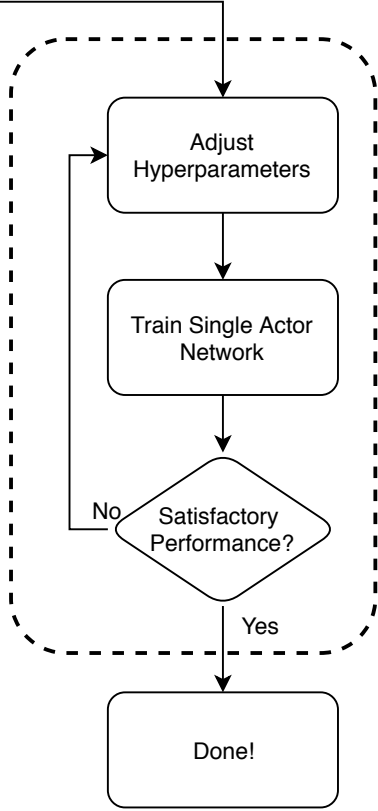 Adjust
Hyperparameters
Train Single Actor
Network
Satisfactory
Performance?
No
Yes
Done!